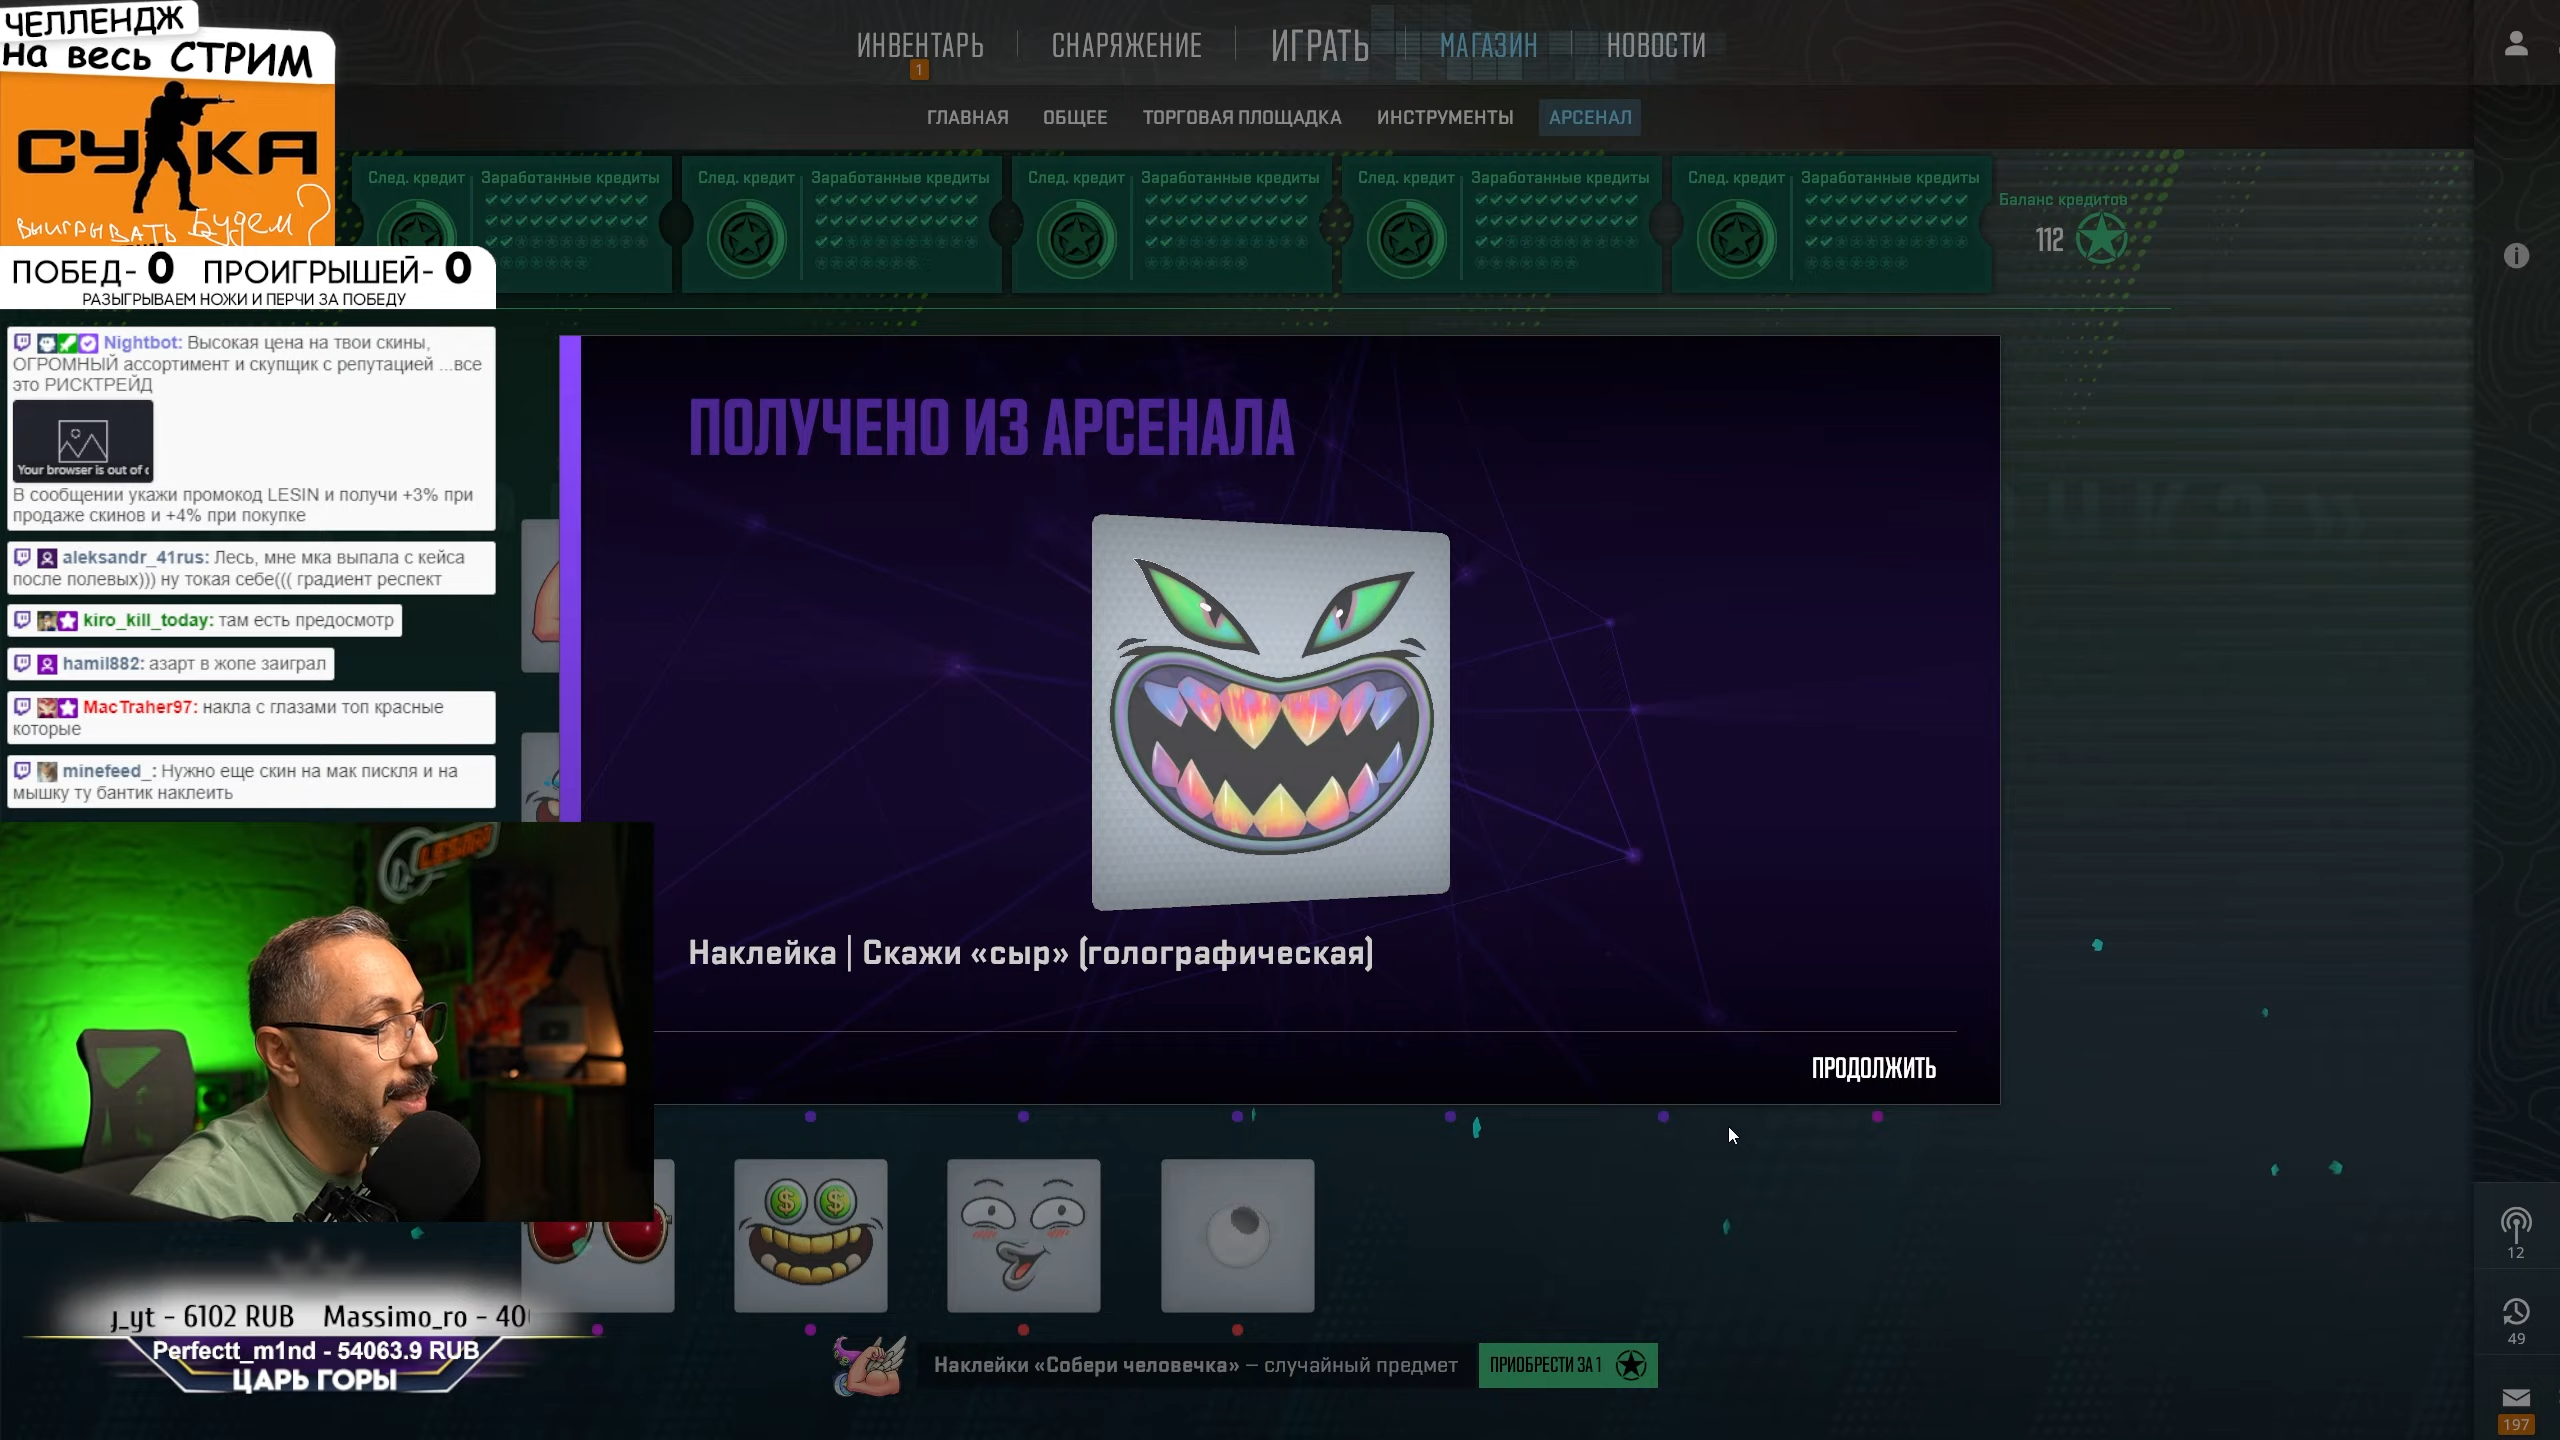 ЧЕЛЛЕНДЖ
на весь СТРИМ
СУКА
выигрывать Будем?
ПОБЕД- 0 ПРОИГРЫШЕЙ- 0
РАЗЫГРЫВАЕМ НОЖИ И ПЕРЧИ ЗА ПОБЕДУ
ИНВЕНТАРЬ
1
СНАРЯЖЕНИЕ
ИГРАТЬ
МАГАЗИН
НОВОСТИ
ГЛАВНАЯ ОБЩЕЕ ТОРГОВАЯ ПЛОЩАДКА ИНСТРУМЕНТЫ АРСЕНАЛ
След. кредит Заработанные кредиты
След. кредит Заработанные кредиты
След. кредит Заработанные кредиты
След. кредит Заработанные кредиты
След. кредит Заработанные кредиты
Баланс кредитов
112
Nightbot: Высокая цена на твои скины,
ОГРОМНЫЙ ассортимент и скупщик с репутацией ...все
это РИСКТРЕЙД
Your browser is out of
В сообщении укажи промокод LESIN и получи +3% при
продаже скинов и +4% при покупке
aleksandr_41rus: Лесь, мне мка выпала с кейса
после полевых))) ну токая себе((( градиент респект
kiro_kill_today: там есть предосмотр
hamil882: азарт в жопе заиграл
MacTraher97: накла с глазами топ красные
которые
minefeed_: Нужно еще скин на мак пискля и на
мышку ту бантик наклеить
ПОЛУЧЕНО ИЗ АРСЕНАЛА
Наклейка | Скажи «сыр» (голографическая)
ПРОДОЛЖИТЬ
LESIN
_yt - 6102 RUB Massimo_ro - 40
Perfectt_m1nd - 54063.9 RUB
ЦАРЬ ГОРЫ
Наклейки «Собери человечка» — случайный предмет
ПРИОБРЕСТИ ЗА 1
12
49
197